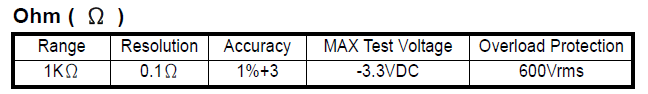 Ohm ( Ω )
Range Resolution Accuracy MAX Test Voltage Overload Protection
1KΩ 0.1Ω 1%+3 -3.3VDC 600Vrms